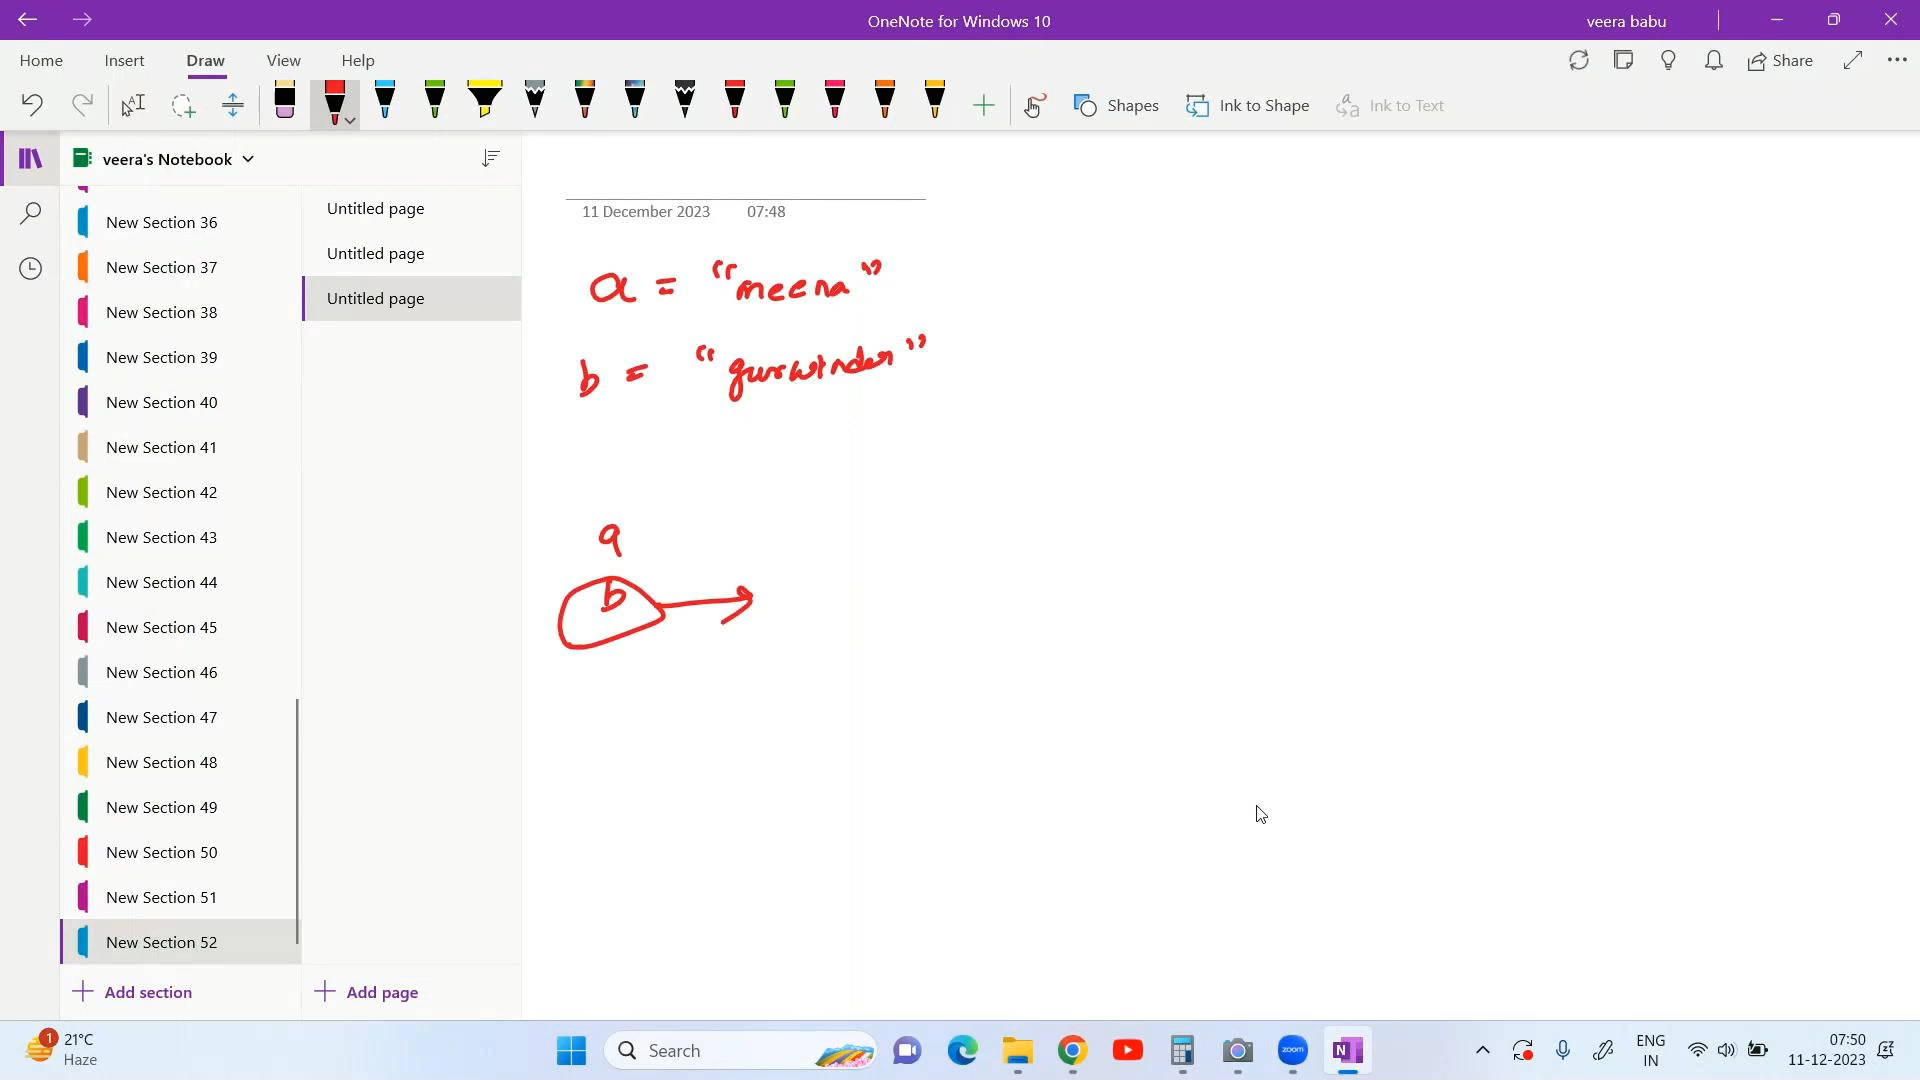 OneNote for Windows 10
veera babu
Home
Insert
Draw
View
Help
Share
Shapes
Ink to Shape
Ink to Text
veera's Notebook
New Section 36
New Section 37
New Section 38
New Section 39
New Section 40
New Section 41
New Section 42
New Section 43
New Section 44
New Section 45
New Section 46
New Section 47
New Section 48
New Section 49
New Section 50
New Section 51
New Section 52
Add section
Untitled page
Untitled page
Untitled page
Add page
11 December 2023 07:48
a = "meena"
b = "gurwinder"
a
b
1
21°C
Haze
Search
zoom
N
ENG
IN
07:50
11-12-2023